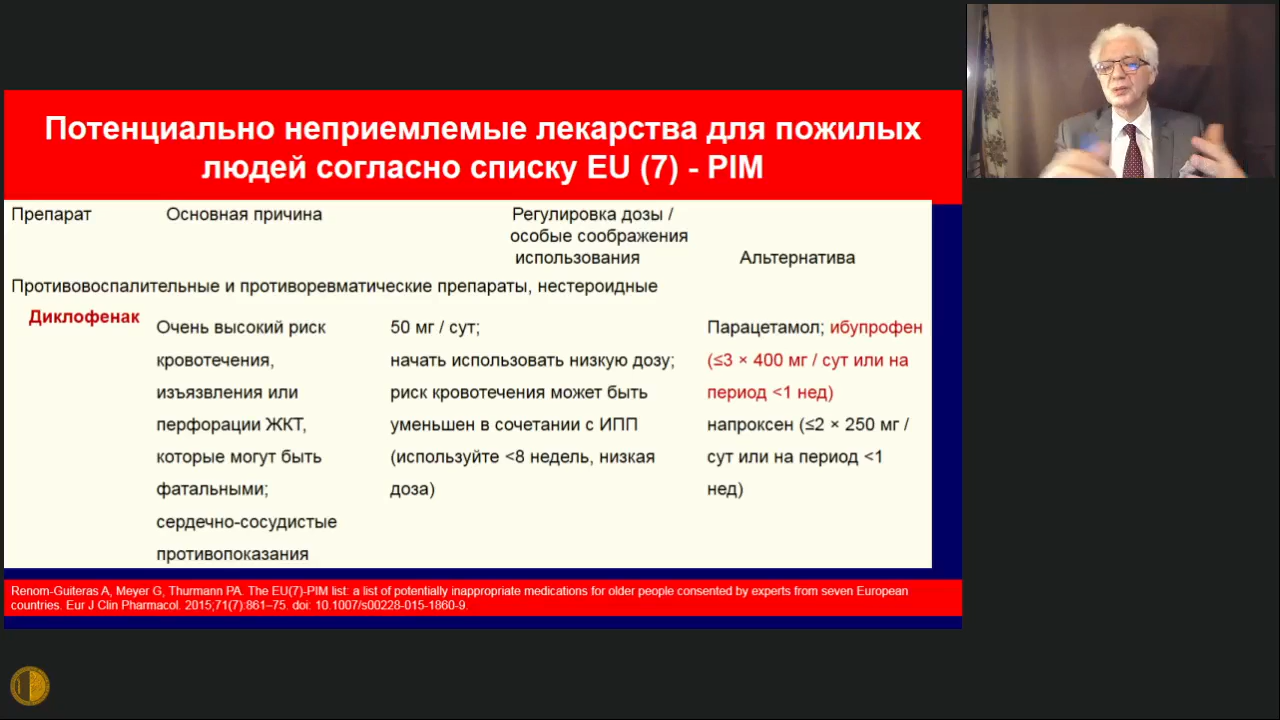 Потенциально неприемлемые лекарства для пожилых
людей согласно списку EU (7) - PIM
Препарат
Основная причина
Регулировка дозы /
особые соображения
использования
Альтернатива
Противовоспалительные и противоревматические препараты, нестероидные
Диклофенак
Очень высокий риск
кровотечения,
изъязвления или
перфорации ЖКТ,
которые могут быть
фатальными;
сердечно-сосудистые
противопоказания
50 мг / сут;
начать использовать низкую дозу;
риск кровотечения может быть
уменьшен в сочетании с ИПП
(используйте <8 недель, низкая
доза)
Парацетамол; ибупрофен
(≤3 × 400 мг / сут или на
период <1 нед)
напроксен (≤2 × 250 мг /
сут или на период <1
нед)
Renom-Guiteras A, Meyer G, Thurmann PA. The EU(7)-PIM list: a list of potentially inappropriate medications for older people consented by experts from seven European
countries. Eur J Clin Pharmacol. 2015;71(7):861–75. doi: 10.1007/s00228-015-1860-9.